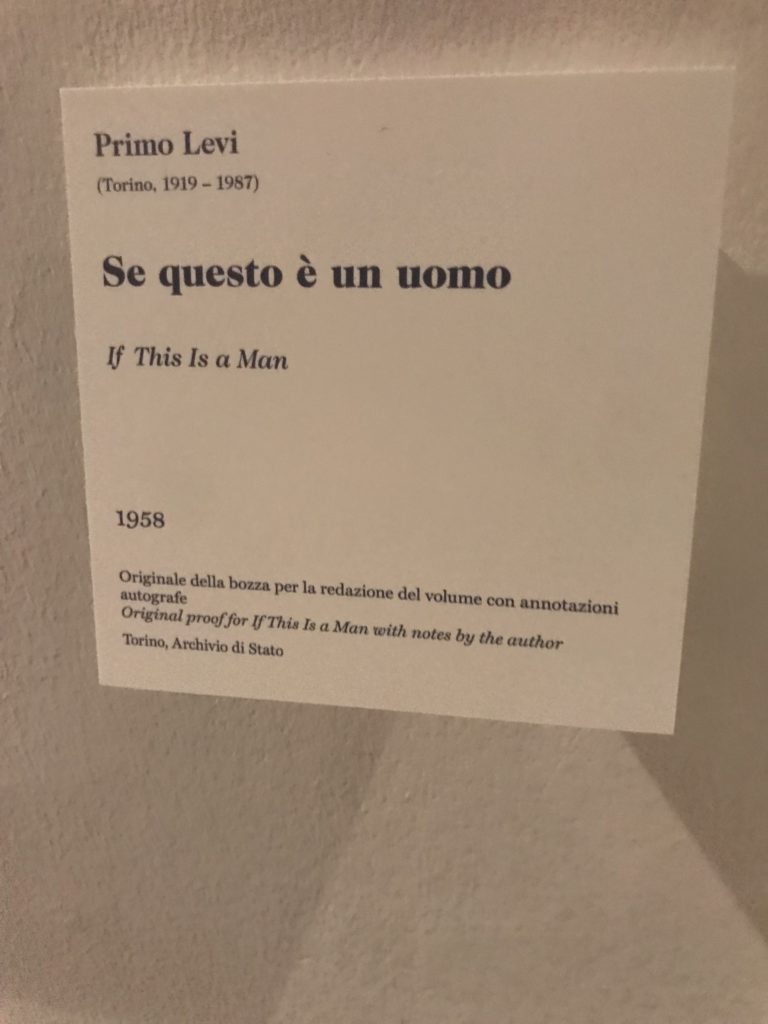 Primo Levi
(Torino, 1919 – 1987)
Se questo è un uomo
If This Is a Man
1958
Originale della bozza per la redazione del volume con annotazioni
autografe
Original proof for If This Is a Man with notes by the author
Torino, Archivio di Stato